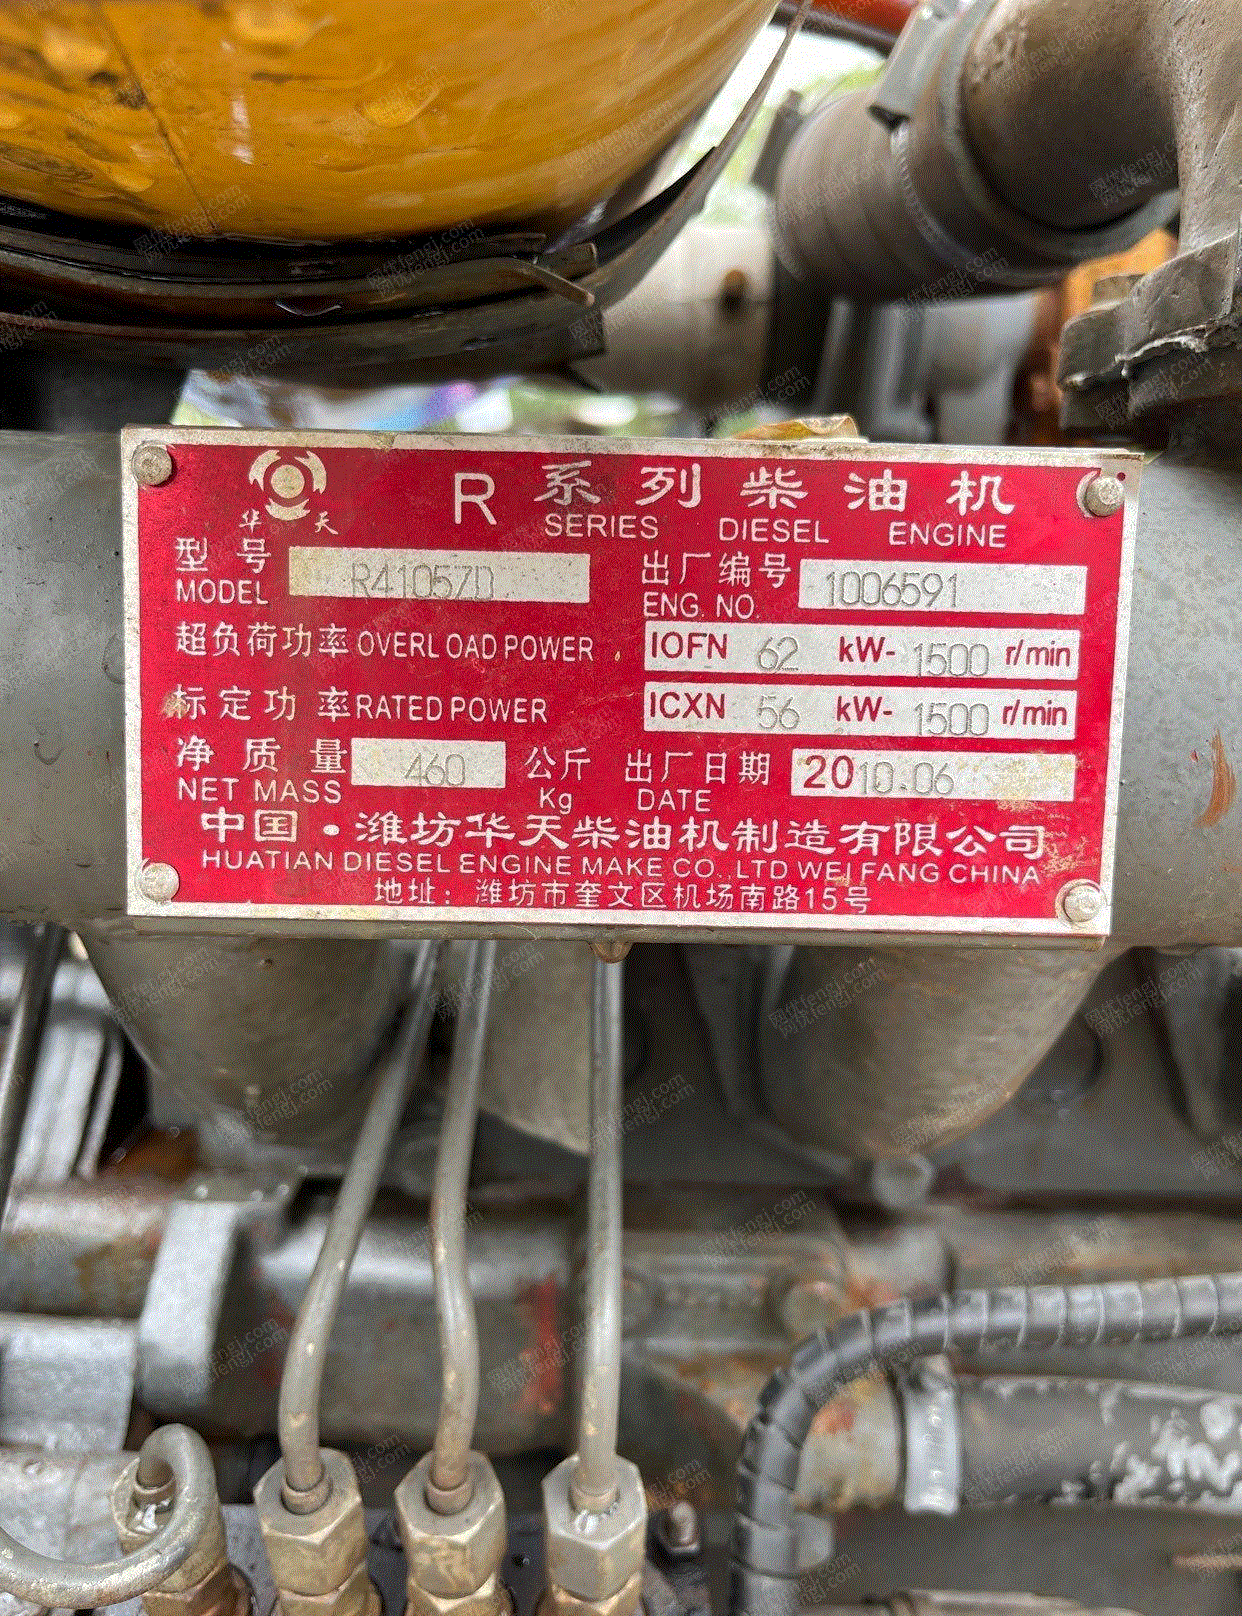 华天
R系列柴油机
SERIES DIESEL ENGINE
型号 R4105ZD 出厂编号 1006591
MODEL ENG. NO.
超负荷功率 OVERLOAD POWER IOFN 62 kW- 1500 r/min
标定功率 RATED POWER ICXN 56 kW- 1500 r/min
净质量 460 公斤 出厂日期 2010.06
NET MASS Kg DATE
中国·潍坊华天柴油机制造有限公司
HUATIAN DIESEL ENGINE MAKE CO.,LTD WEIFANG CHINA
地址：潍坊市奎文区机场南路15号